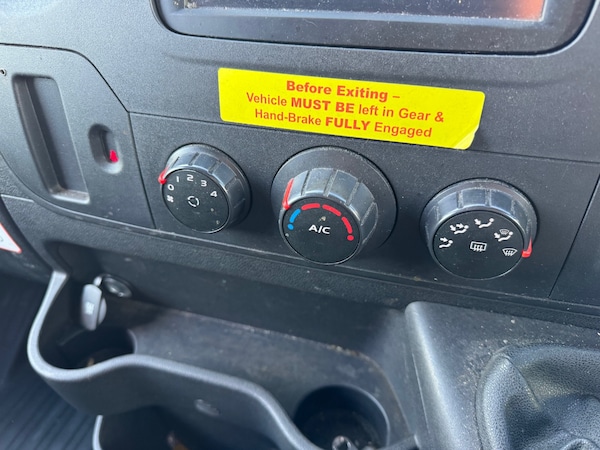 Before Exiting –
Vehicle MUST BE left in Gear &
Hand-Brake FULLY Engaged
0 1 2 3 4
A/C